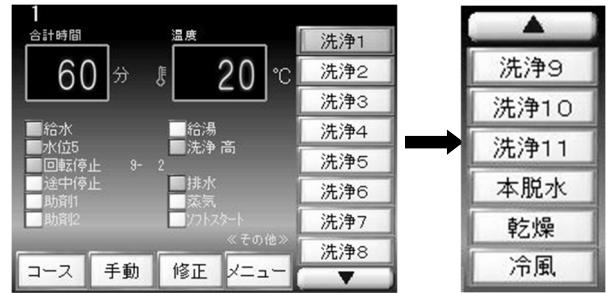 1
合計時間 温度
60 分 20 ℃
給水 給湯
水位5 洗浄 高
回転停止 9- 2
途中停止 排水
助剤1 蒸気
助剤2 ソフトスタート
≪その他≫
コース 手動 修正 メニュー
洗浄1
洗浄2
洗浄3
洗浄4
洗浄5
洗浄6
洗浄7
洗浄8
▼
▲
洗浄9
洗浄10
洗浄11
本脱水
乾燥
冷風